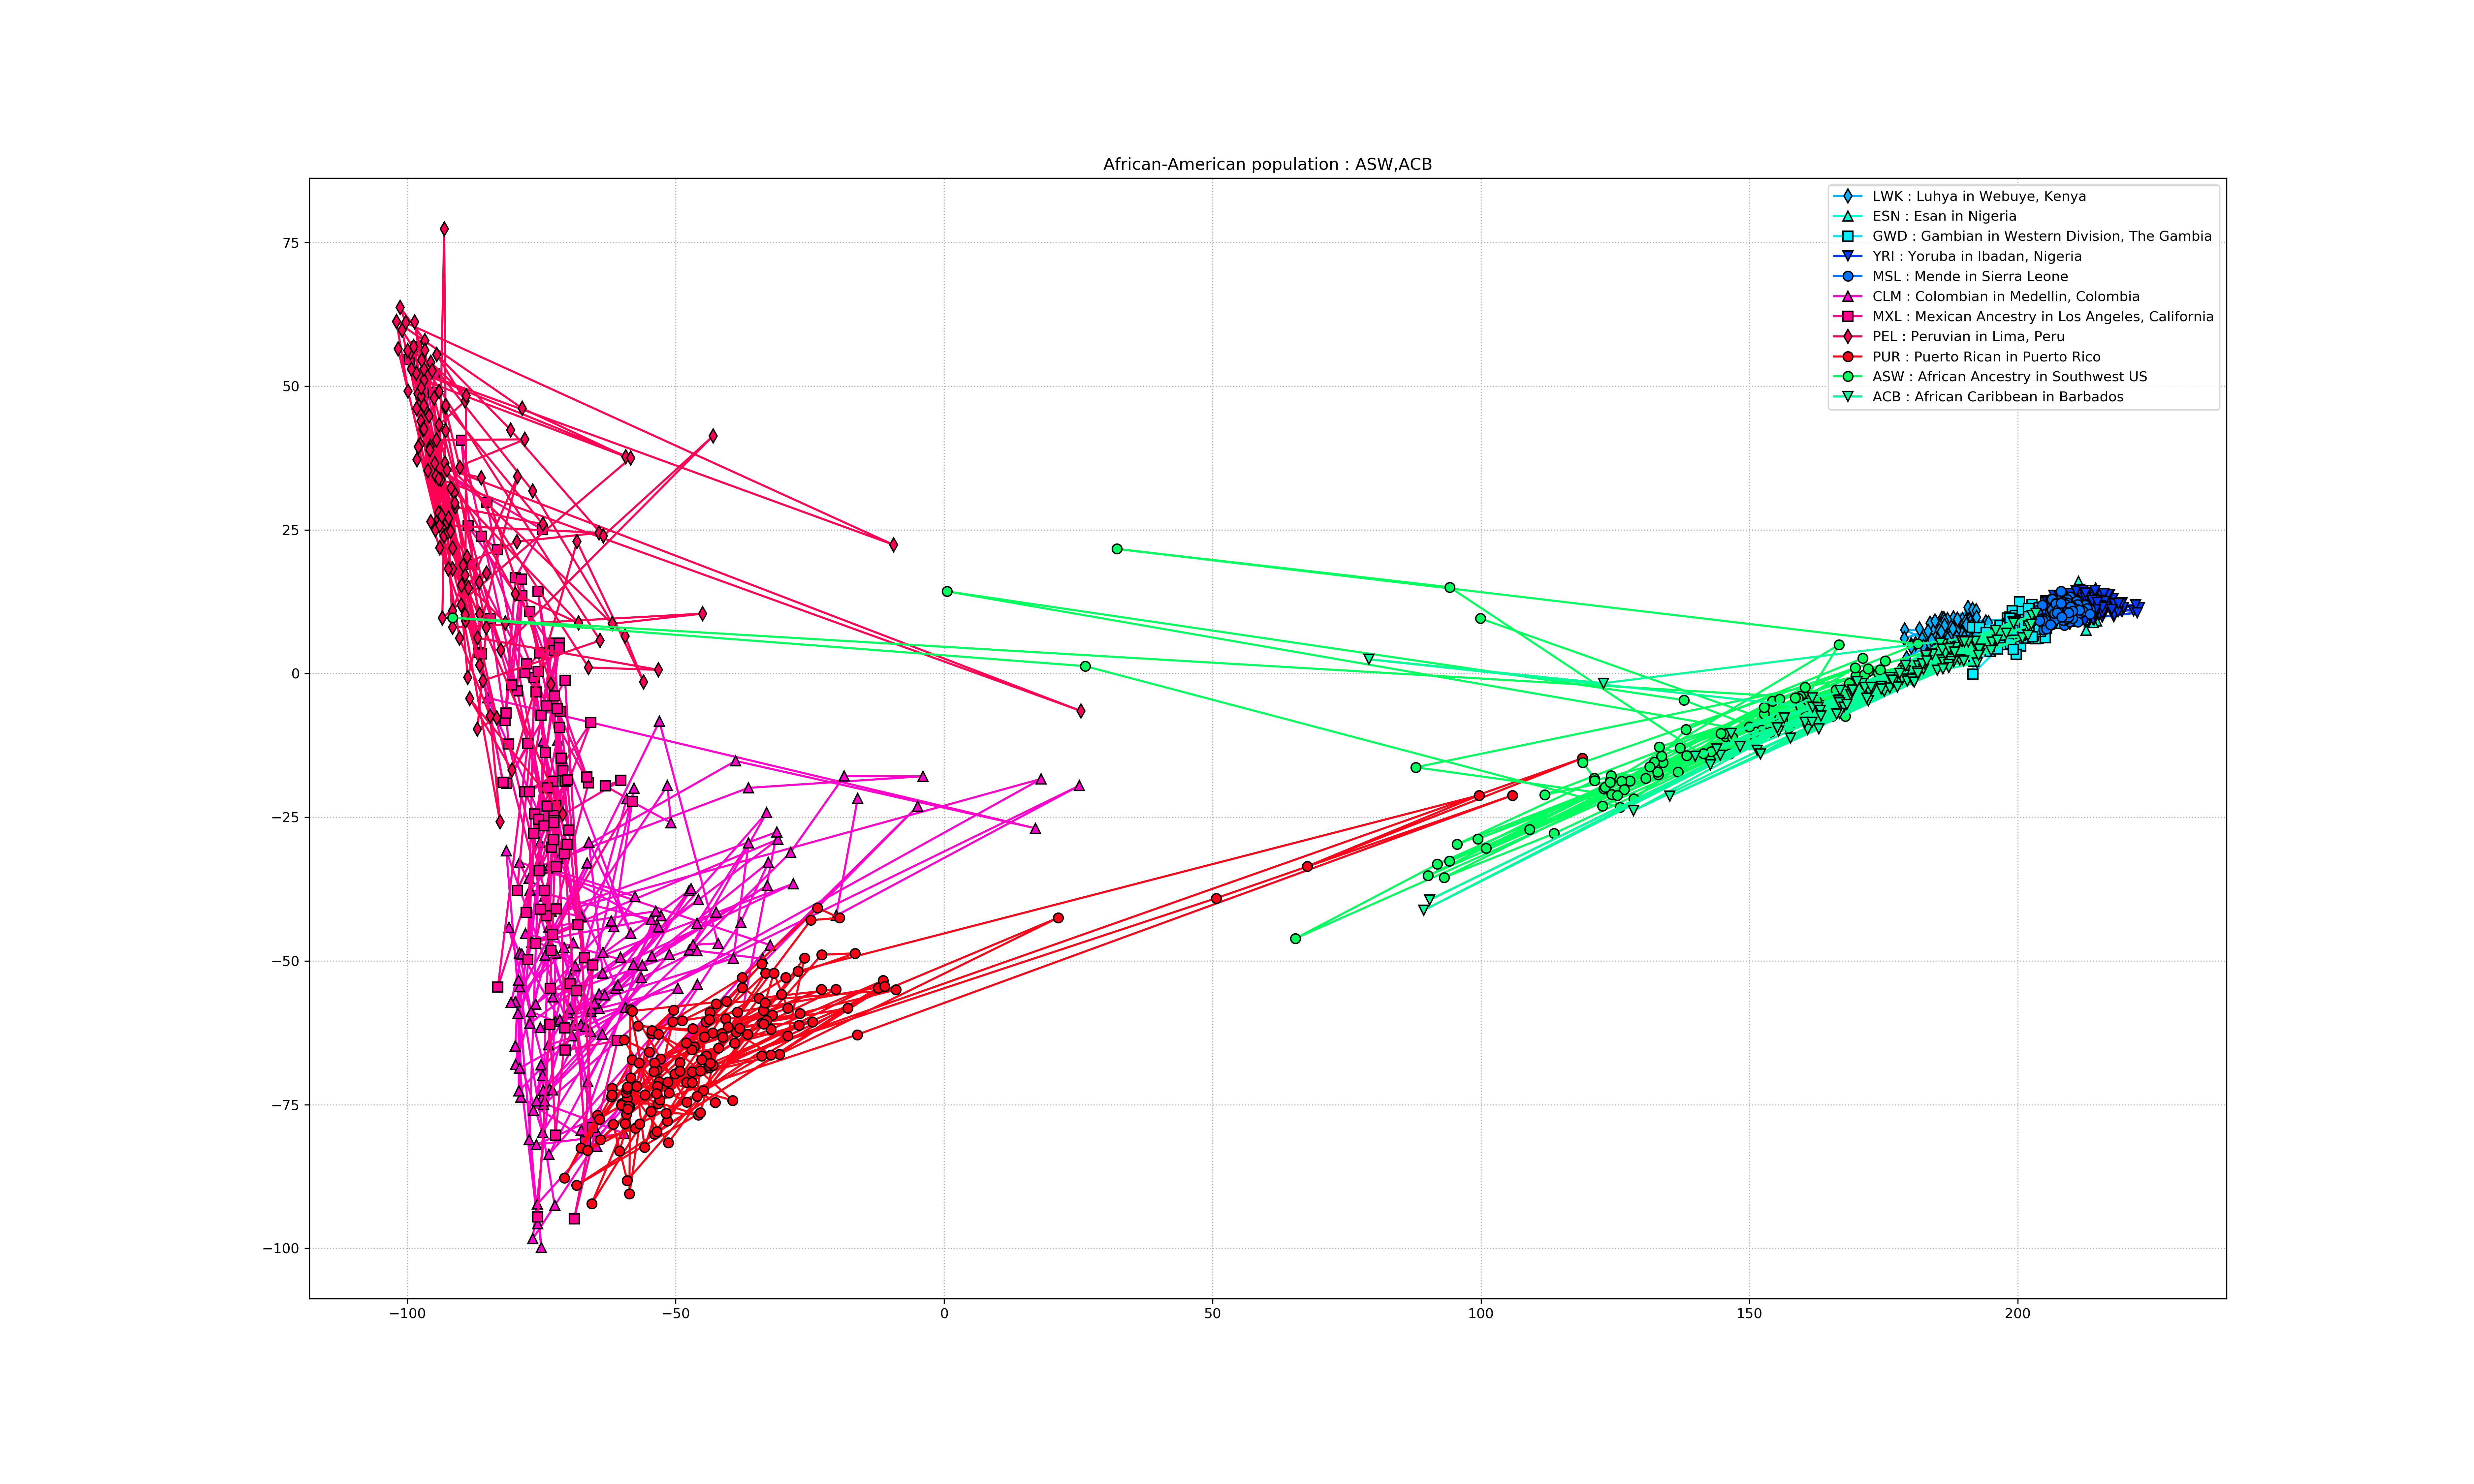 African-American population : ASW,ACB
LWK : Luhya in Webuye, Kenya
ESN : Esan in Nigeria
GWD : Gambian in Western Division, The Gambia
YRI : Yoruba in Ibadan, Nigeria
MSL : Mende in Sierra Leone
CLM : Colombian in Medellin, Colombia
MXL : Mexican Ancestry in Los Angeles, California
PEL : Peruvian in Lima, Peru
PUR : Puerto Rican in Puerto Rico
ASW : African Ancestry in Southwest US
ACB : African Caribbean in Barbados
75
50
25
0
−25
−50
−75
−100
−100 −50 0 50 100 150 200